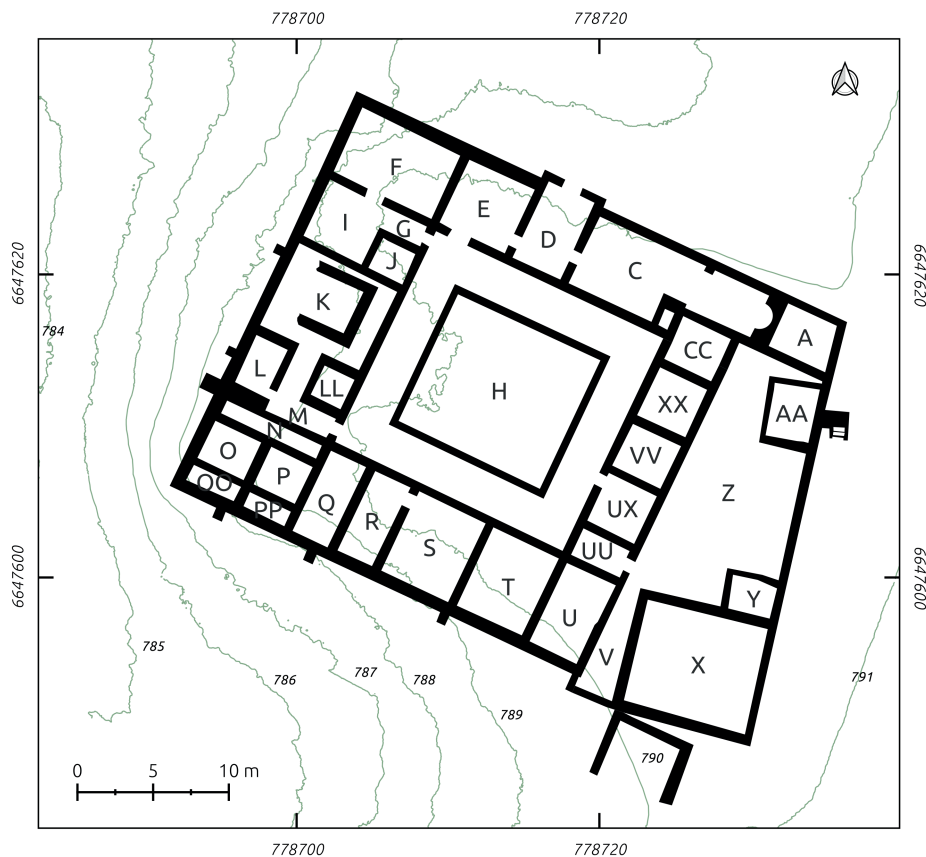 778700 778720
F
E
I
G
D
J
C
6647620 6647620
K
A
784
CC
L
LL
H
XX
AA
M
N
O
VV
P
OO
Z
Q
PP
UX
R
S
UU
6647600 6647600
T
Y
U
785
V
X
786 787 788 791
789
790
0 5 10 m
778700 778720